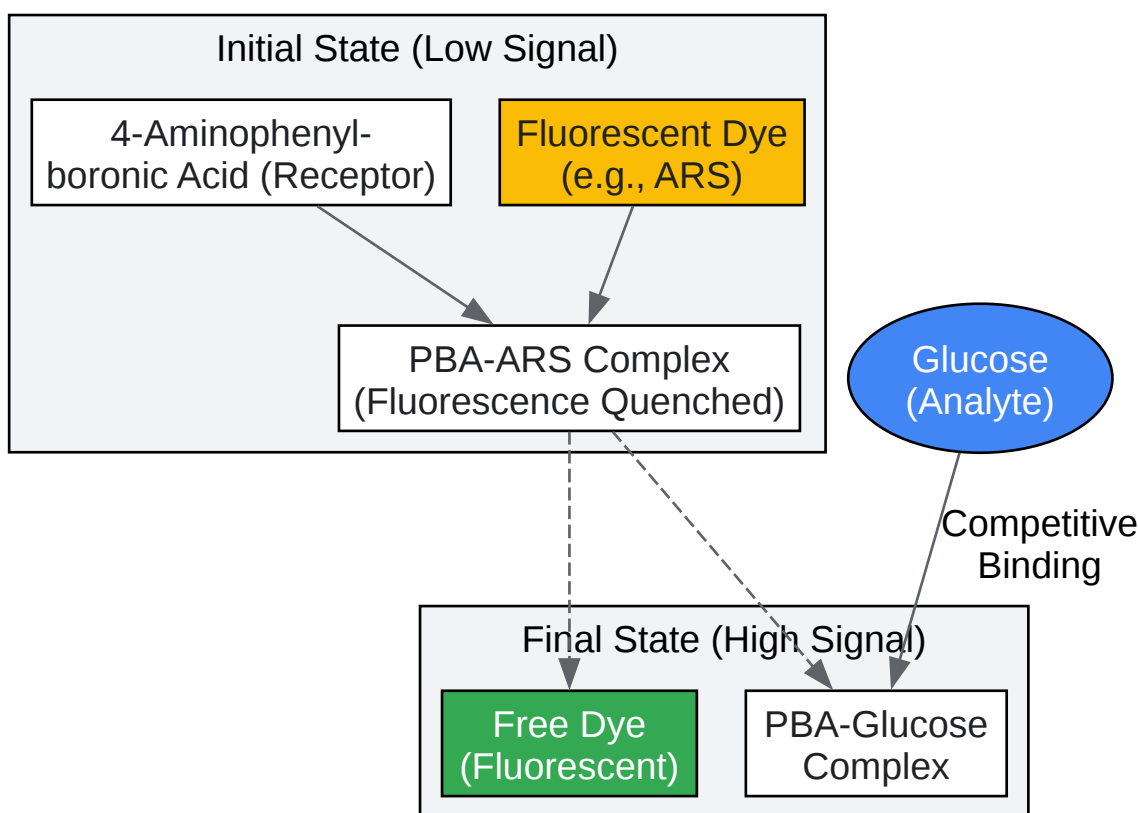 Initial State (Low Signal)
4-Aminophenyl-
boronic Acid (Receptor)
Fluorescent Dye
(e.g., ARS)
PBA-ARS Complex
(Fluorescence Quenched)
Glucose
(Analyte)
Competitive
Binding
Final State (High Signal)
Free Dye
(Fluorescent)
PBA-Glucose
Complex